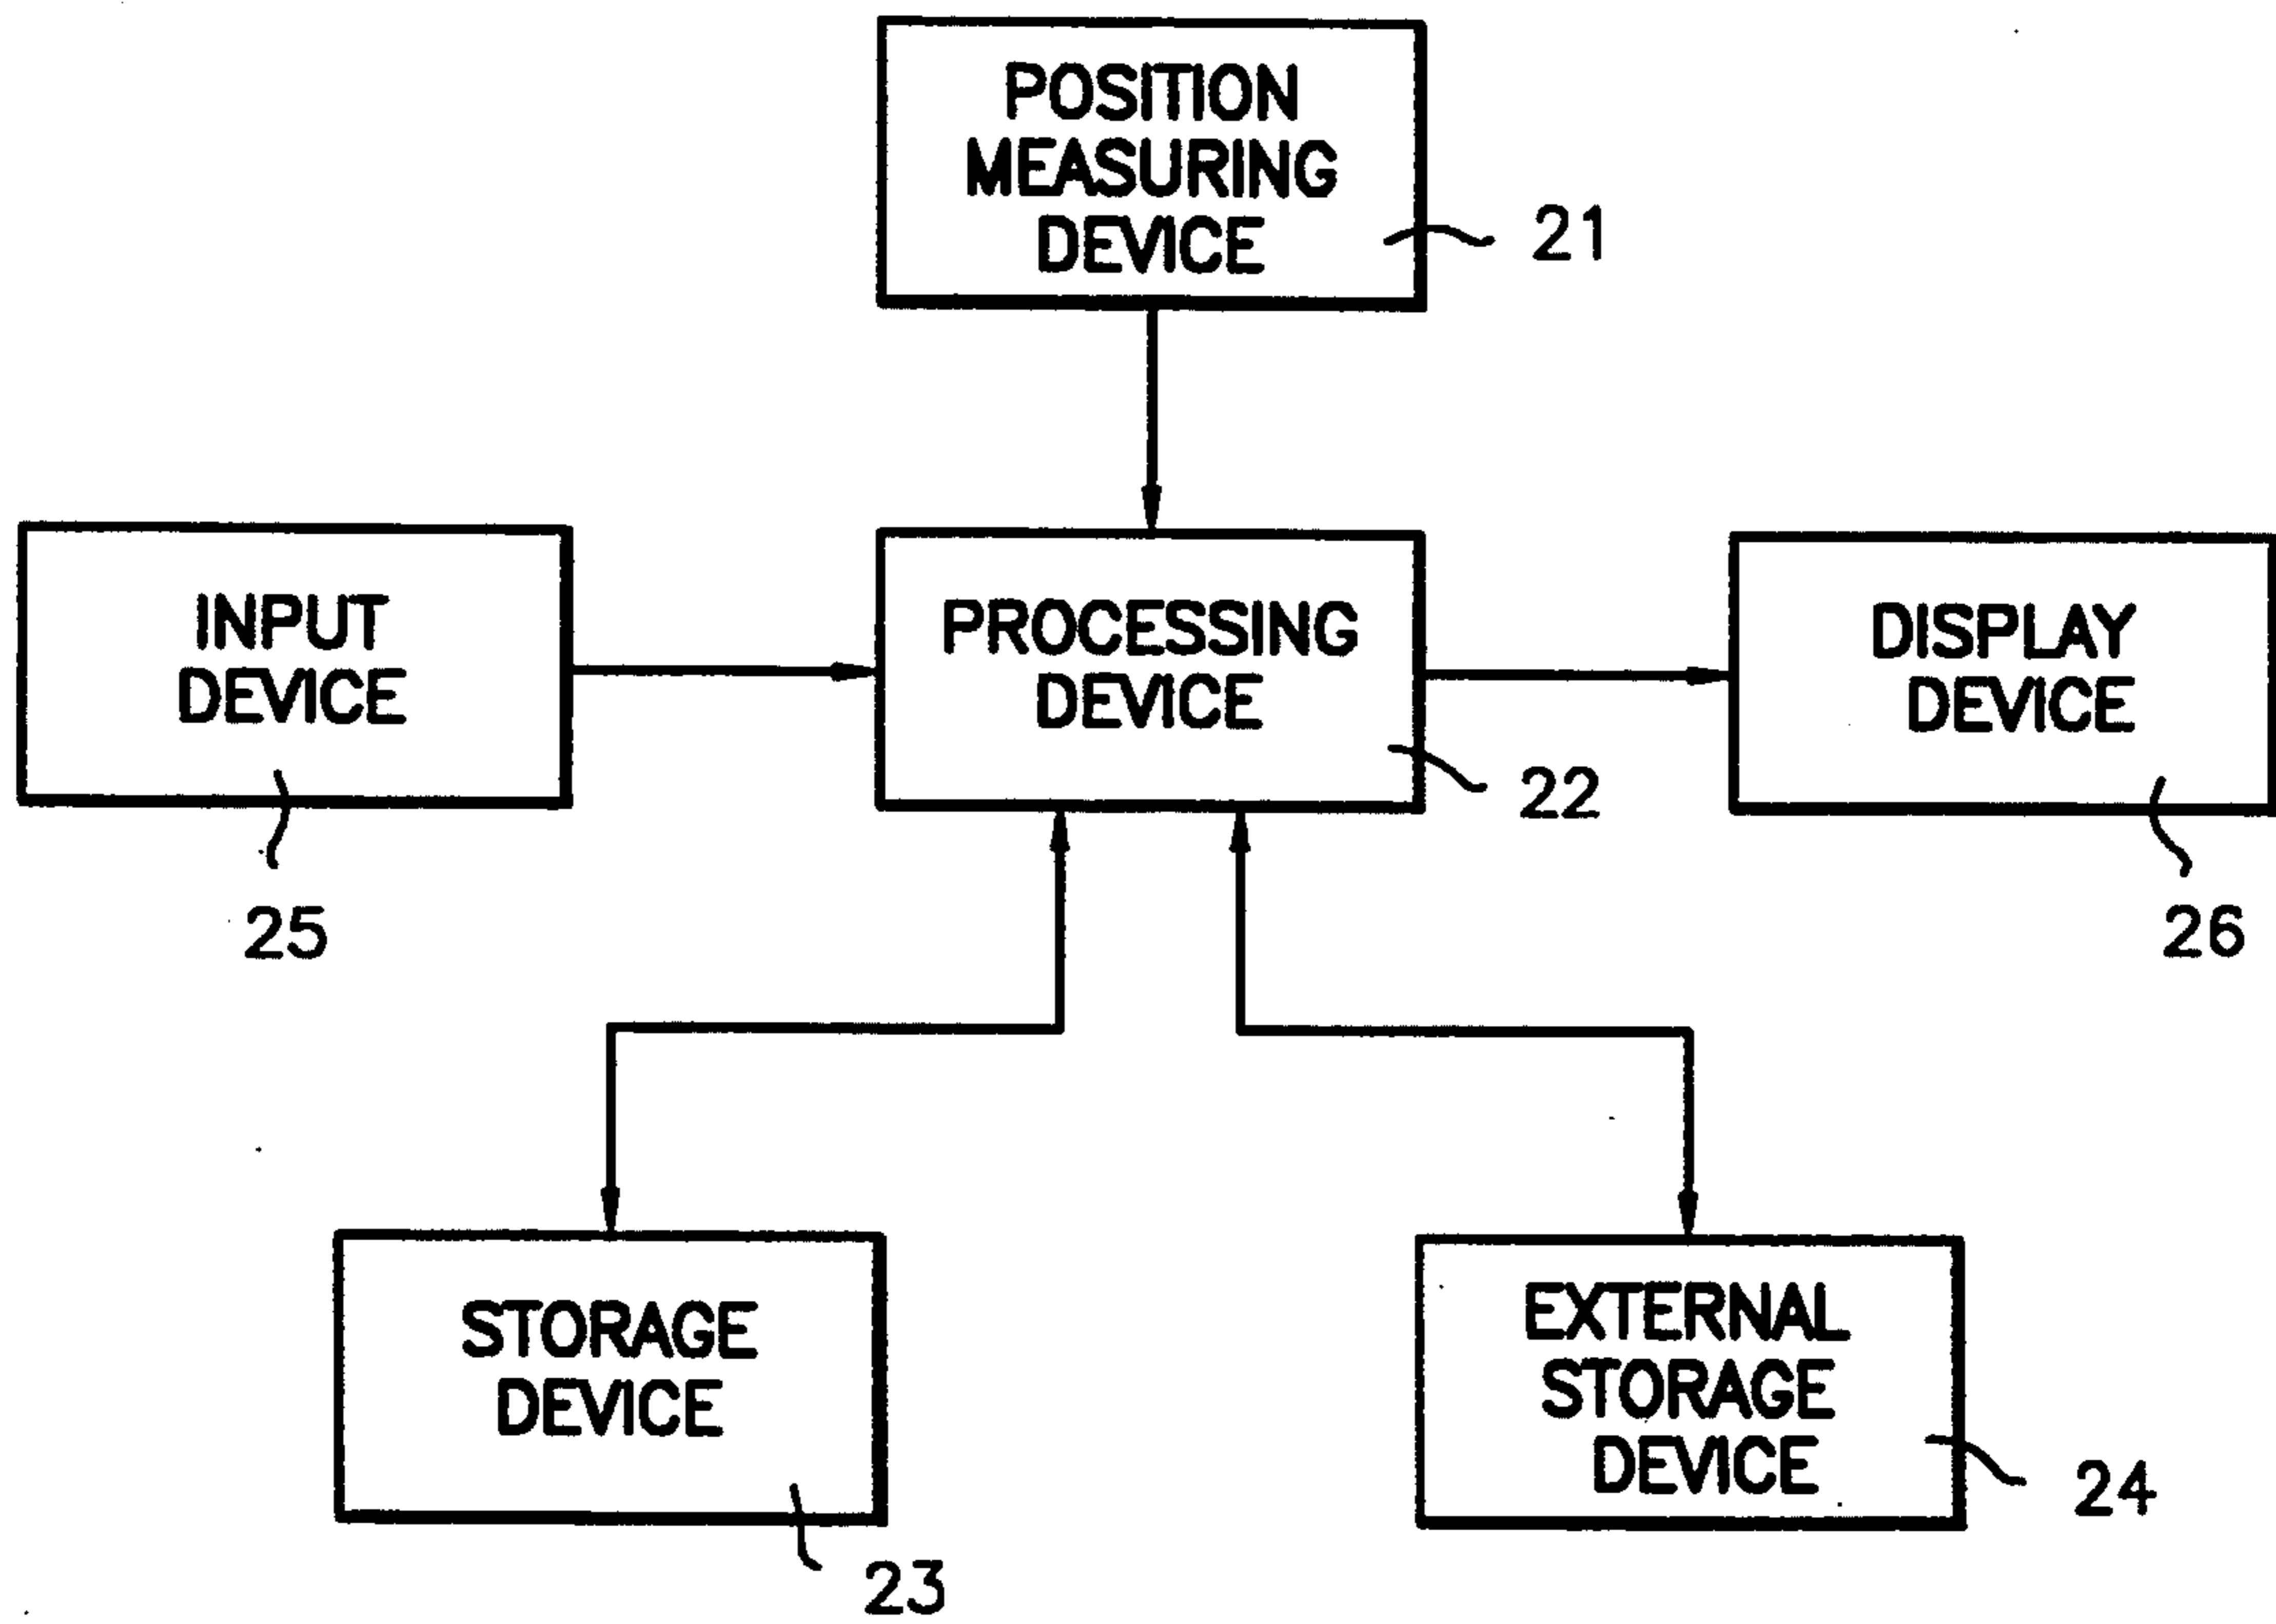 POSITION
MEASURING
DEVICE
21
INPUT
DEVICE
25
PROCESSING
DEVICE
22
DISPLAY
DEVICE
26
STORAGE
DEVICE
23
EXTERNAL
STORAGE
DEVICE
24